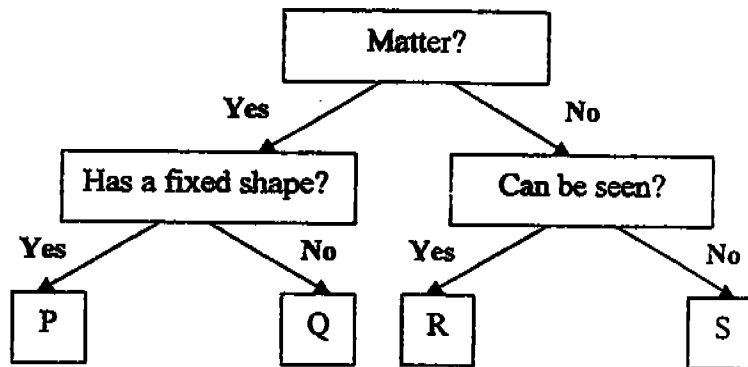 Matter?
Yes
No
Has a fixed shape?
Can be seen?
Yes
No
Yes
No
P
Q
R
S